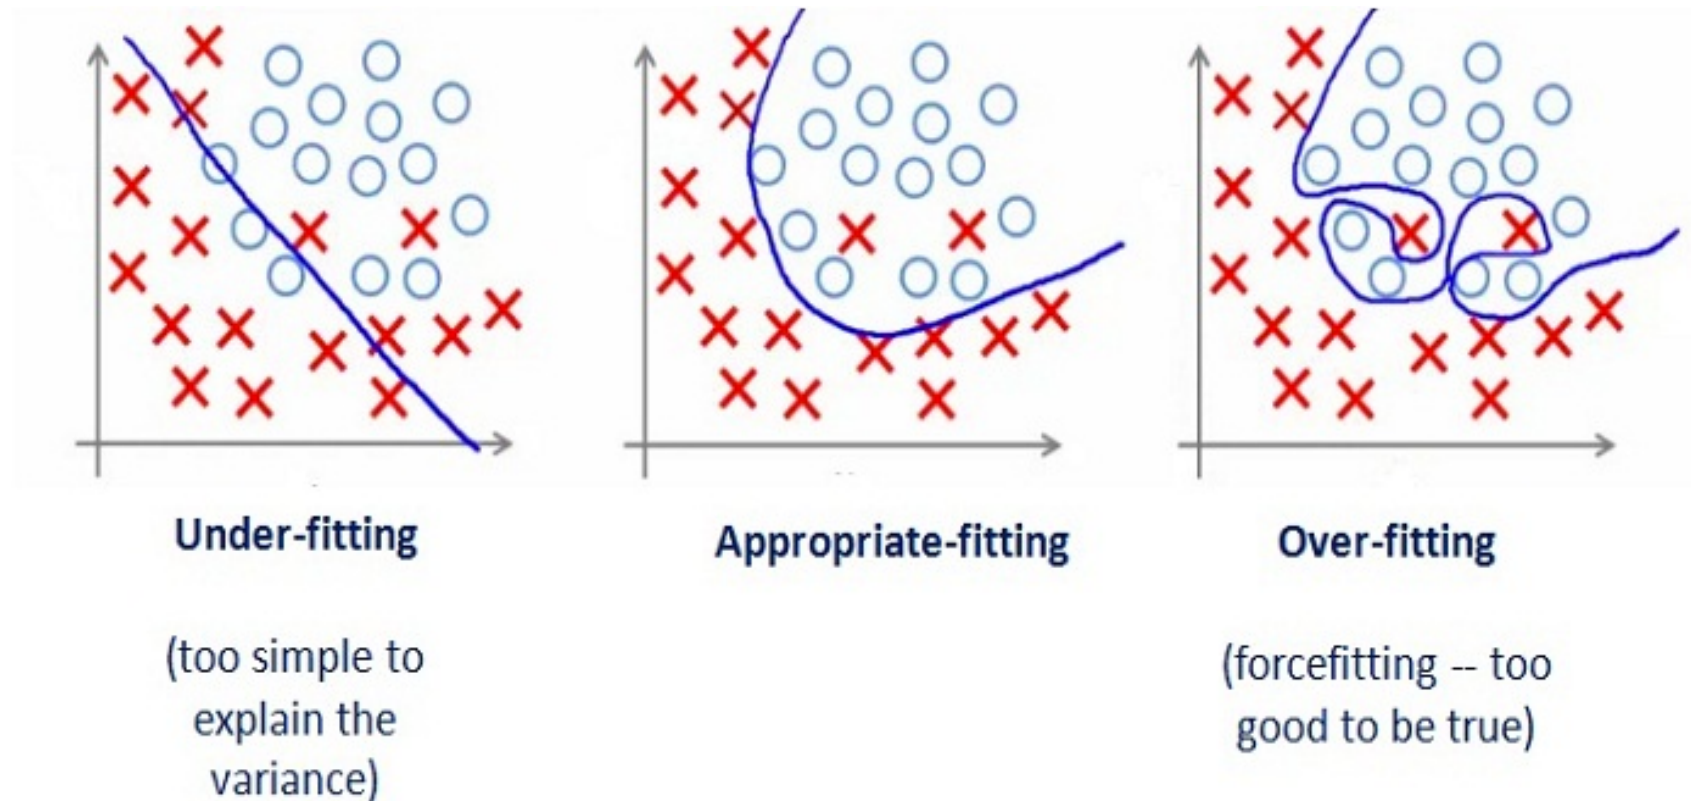 Under-fitting
Appropriate-fitting
Over-fitting
(too simple to
explain the
variance)
(forcefitting -- too
good to be true)